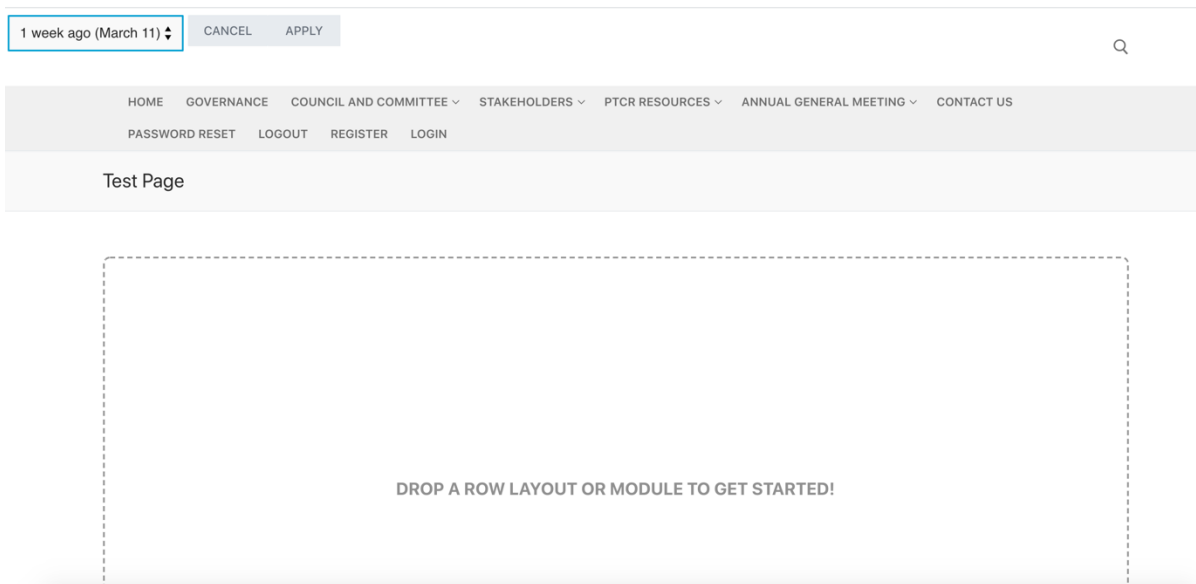 1 week ago (March 11) CANCEL APPLY
HOME GOVERNANCE COUNCIL AND COMMITTEE STAKEHOLDERS PTCR RESOURCES ANNUAL GENERAL MEETING CONTACT US
PASSWORD RESET LOGOUT REGISTER LOGIN
Test Page
DROP A ROW LAYOUT OR MODULE TO GET STARTED!